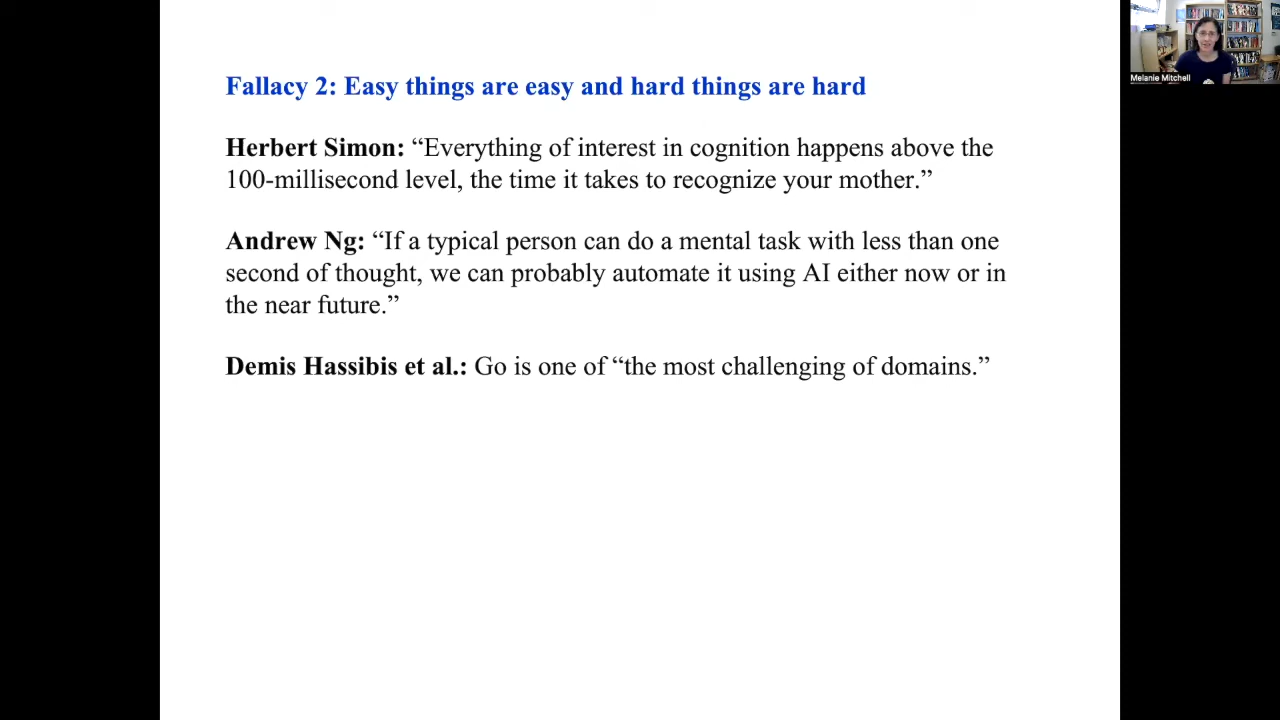 Fallacy 2: Easy things are easy and hard things are hard
Herbert Simon: “Everything of interest in cognition happens above the
100-millisecond level, the time it takes to recognize your mother.”
Andrew Ng: “If a typical person can do a mental task with less than one
second of thought, we can probably automate it using AI either now or in
the near future.”
Demis Hassibis et al.: Go is one of “the most challenging of domains.”
Melanie Mitchell